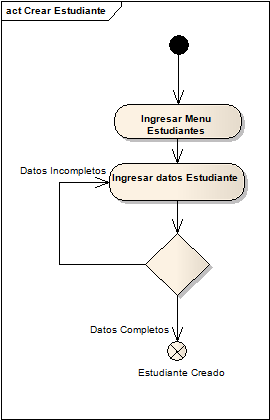 act Crear Estudiante
Ingresar Menu
Estudiantes
Ingresar datos Estudiante
Datos Incompletos
Datos Completos
Estudiante Creado